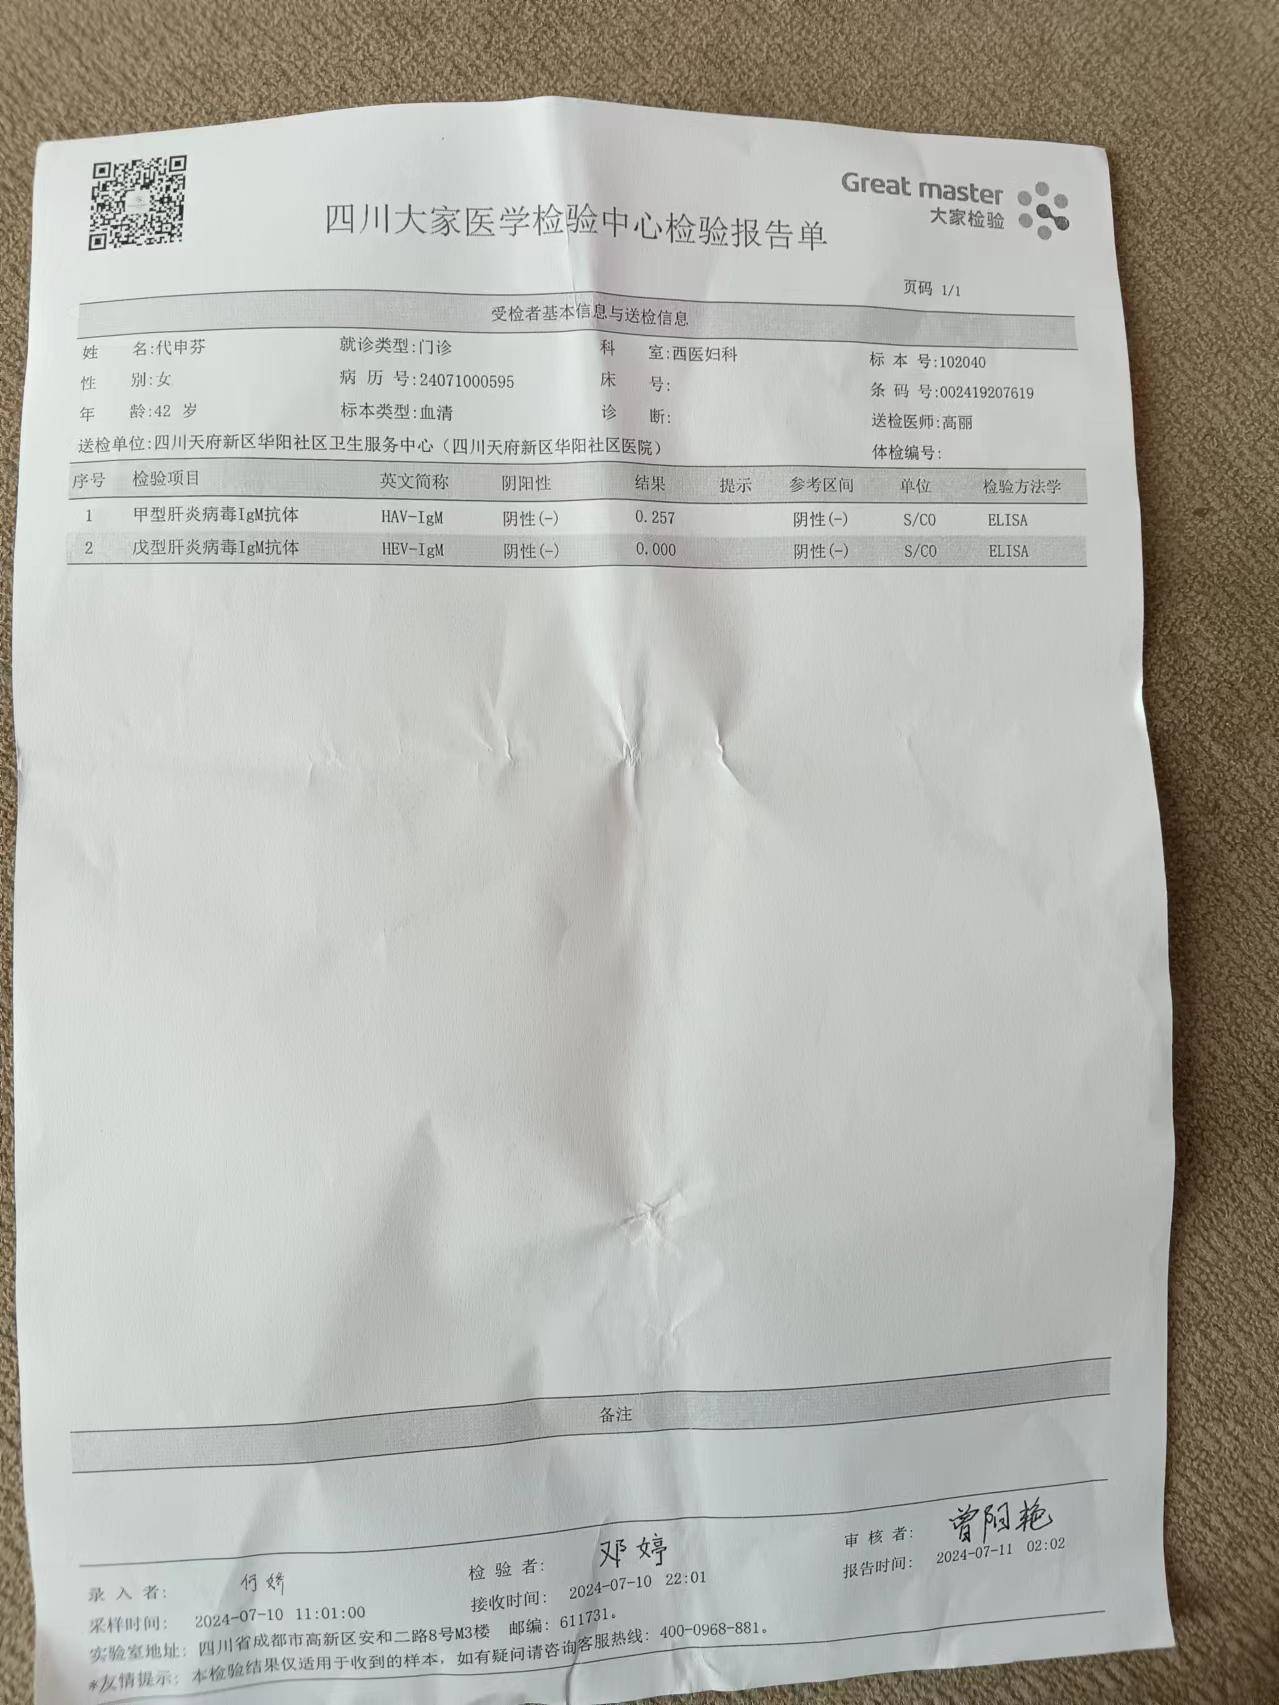 Great master
大家检验
四川大家医学检验中心检验报告单
页码 1/1
受检者基本信息与送检信息
姓 名:代申芬 就诊类型:门诊 科 室:西医妇科 标 本 号:102040
性 别:女 病 历 号:24071000595 床 号: 条 码 号:002419207619
年 龄:42 岁 标本类型:血清 诊 断: 送检医师:高丽
送检单位:四川天府新区华阳社区卫生服务中心（四川天府新区华阳社区医院） 体检编号:
序号 检验项目 英文简称 阴阳性 结果 提示 参考区间 单位 检验方法学
1 甲型肝炎病毒IgM抗体 HAV-IgM 阴性(-) 0.257 阴性(-) S/CO ELISA
2 戊型肝炎病毒IgM抗体 HEV-IgM 阴性(-) 0.000 阴性(-) S/CO ELISA
备注
录 入 者: 何娇 检 验 者: 邓婷 审 核 者: 曾阳艳
采样时间: 2024-07-10 11:01:00 接收时间: 2024-07-10 22:01 报告时间: 2024-07-11 02:02
实验室地址: 四川省成都市高新区安和二路8号M3楼 邮编: 611731。
*友情提示: 本检验结果仅适用于收到的样本，如有疑问请咨询客服热线: 400-0968-881。